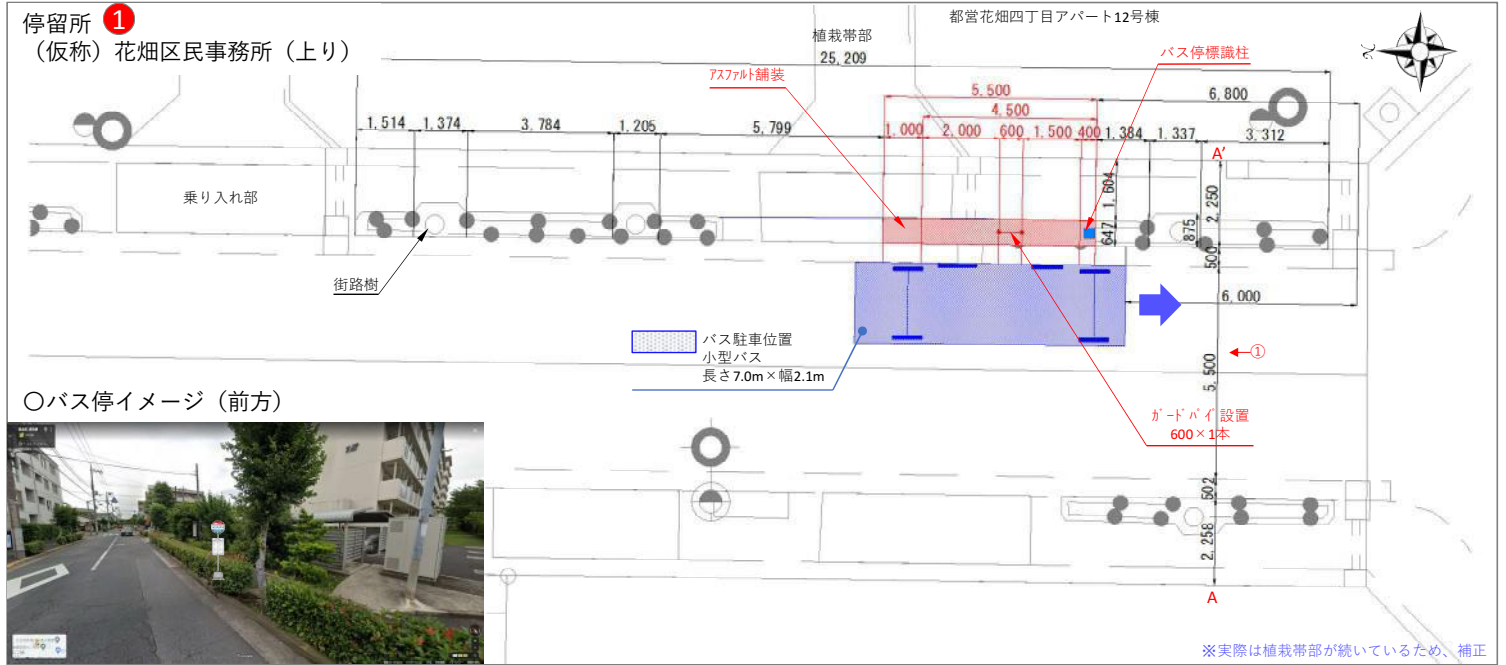 停留所 1
（仮称）花畑区民事務所（上り）
都営花畑四丁目アパート12号棟
植栽帯部
25,209
バス停標識柱
N
ｱｽﾌｧﾙﾄ舗装
5,500
6,800
4,500
1,514 1,374 3,784 1,205 5,799 1,000 2,000 600 1,500 400 1,384 1,337 3,312
A'
乗り入れ部
1,604
2,250
647
875
500
街路樹
6,000
バス駐車位置
小型バス
長さ7.0m×幅2.1m
①
5,500
〇バス停イメージ（前方）
ｶﾞｰﾄﾞﾊﾟｲﾌﾟ設置
600×1本
502
2,258
A
※実際は植栽帯部が続いているため、補正